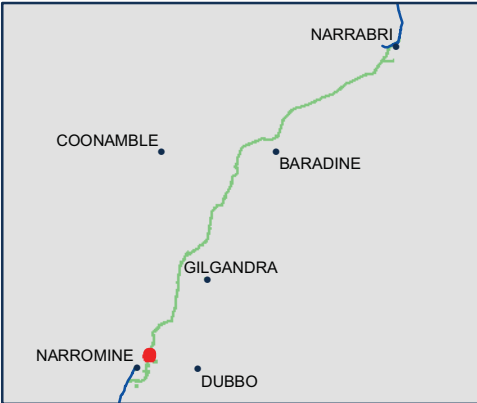 NARRABRI
COONAMBLE
BARADINE
GILGANDRA
NARROMINE
DUBBO